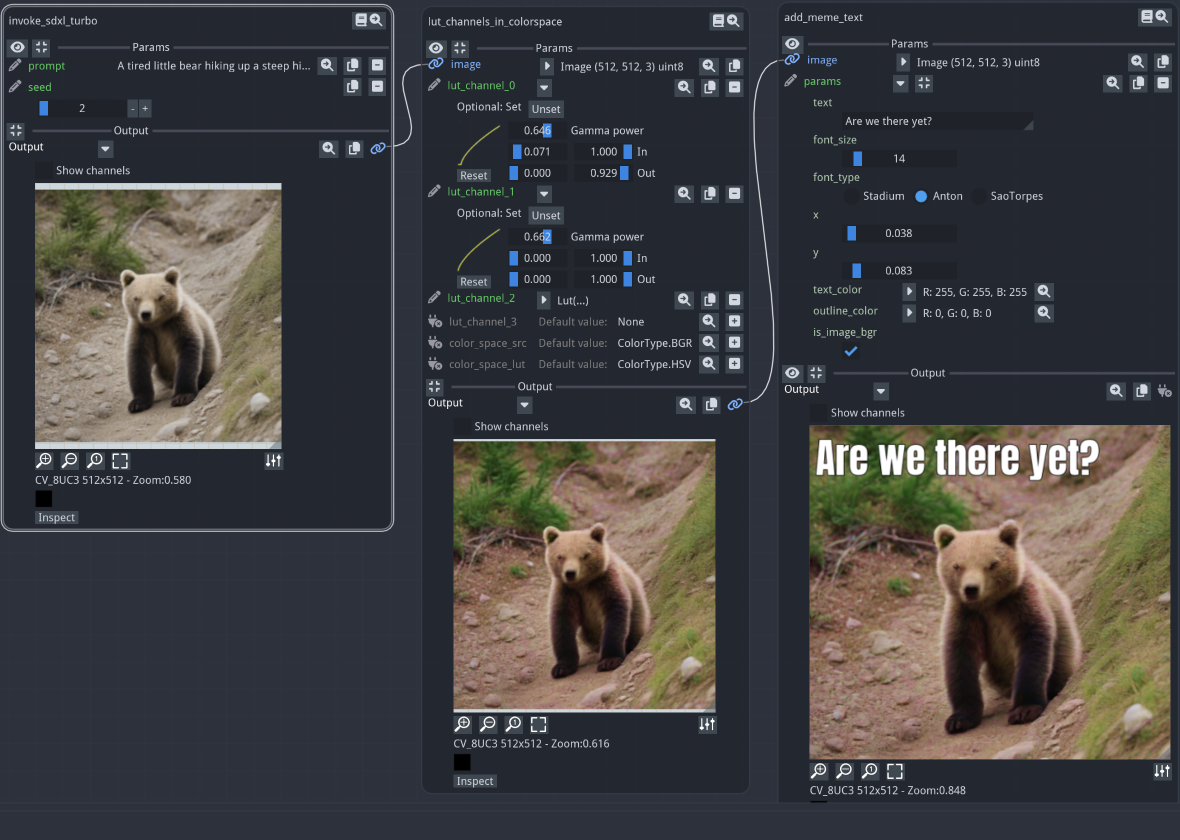 invoke_sdxl_turbo
Params
prompt A tired little bear hiking up a steep hi...
seed
2 - +
Output
Output
Show channels
CV_8UC3 512x512 - Zoom:0.580
Inspect
lut_channels_in_colorspace
Params
image Image (512, 512, 3) uint8
lut_channel_0
Optional: Set Unset
0.646 Gamma power
0.071 1.000 In
Reset 0.000 0.929 Out
lut_channel_1
Optional: Set Unset
0.662 Gamma power
0.000 1.000 In
Reset 0.000 1.000 Out
lut_channel_2 Lut(...)
lut_channel_3 Default value: None
color_space_src Default value: ColorType.BGR
color_space_lut Default value: ColorType.HSV
Output
Output
Show channels
CV_8UC3 512x512 - Zoom:0.616
Inspect
add_meme_text
Params
image Image (512, 512, 3) uint8
params
text
Are we there yet?
font_size
14
font_type
Stadium Anton SaoTorpes
x
0.038
y
0.083
text_color R: 255, G: 255, B: 255
outline_color R: 0, G: 0, B: 0
is_image_bgr
Output
Output
Show channels
Are we there yet?
CV_8UC3 512x512 - Zoom:0.848